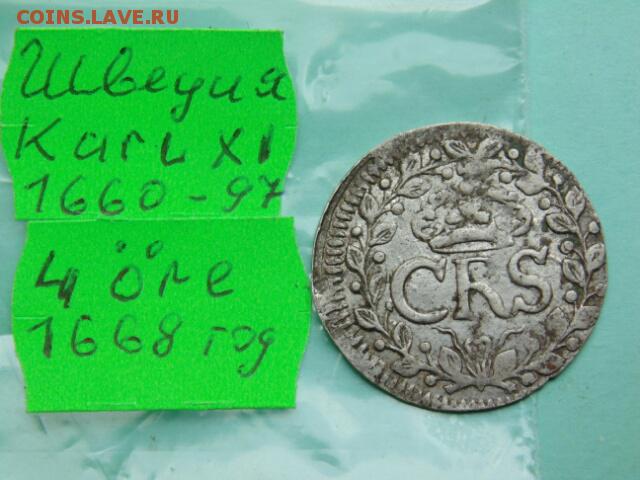 COINS.LAVE.RU
Швеция
Karl XI
1660-97
4 öre
1668 год
CRS